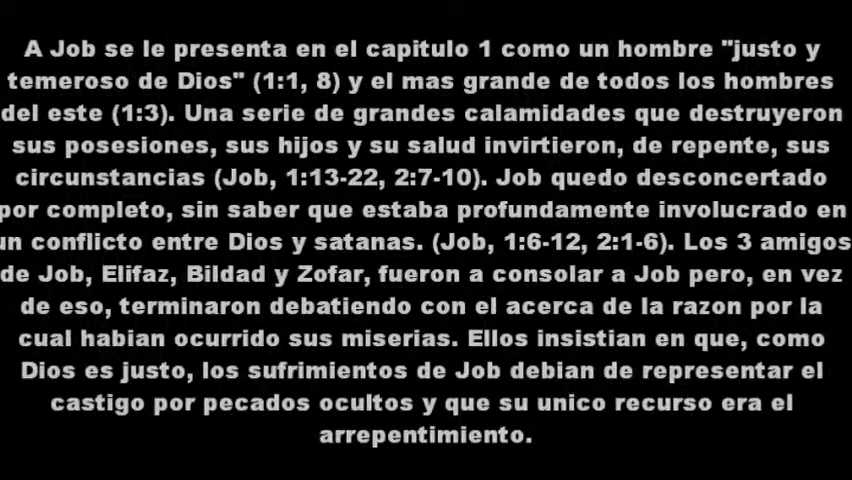 A Job se le presenta en el capitulo 1 como un hombre "justo y
temeroso de Dios" (1:1, 8) y el mas grande de todos los hombres
del este (1:3). Una serie de grandes calamidades que destruyeron
sus posesiones, sus hijos y su salud invirtieron, de repente, sus
circunstancias (Job, 1:13-22, 2:7-10). Job quedo desconcertado
por completo, sin saber que estaba profundamente involucrado en
un conflicto entre Dios y satanas. (Job, 1:6-12, 2:1-6). Los 3 amigos
de Job, Elifaz, Bildad y Zofar, fueron a consolar a Job pero, en vez
de eso, terminaron debatiendo con el acerca de la razon por la
cual habian ocurrido sus miserias. Ellos insistian en que, como
Dios es justo, los sufrimientos de Job debian de representar el
castigo por pecados ocultos y que su unico recurso era el
arrepentimiento.